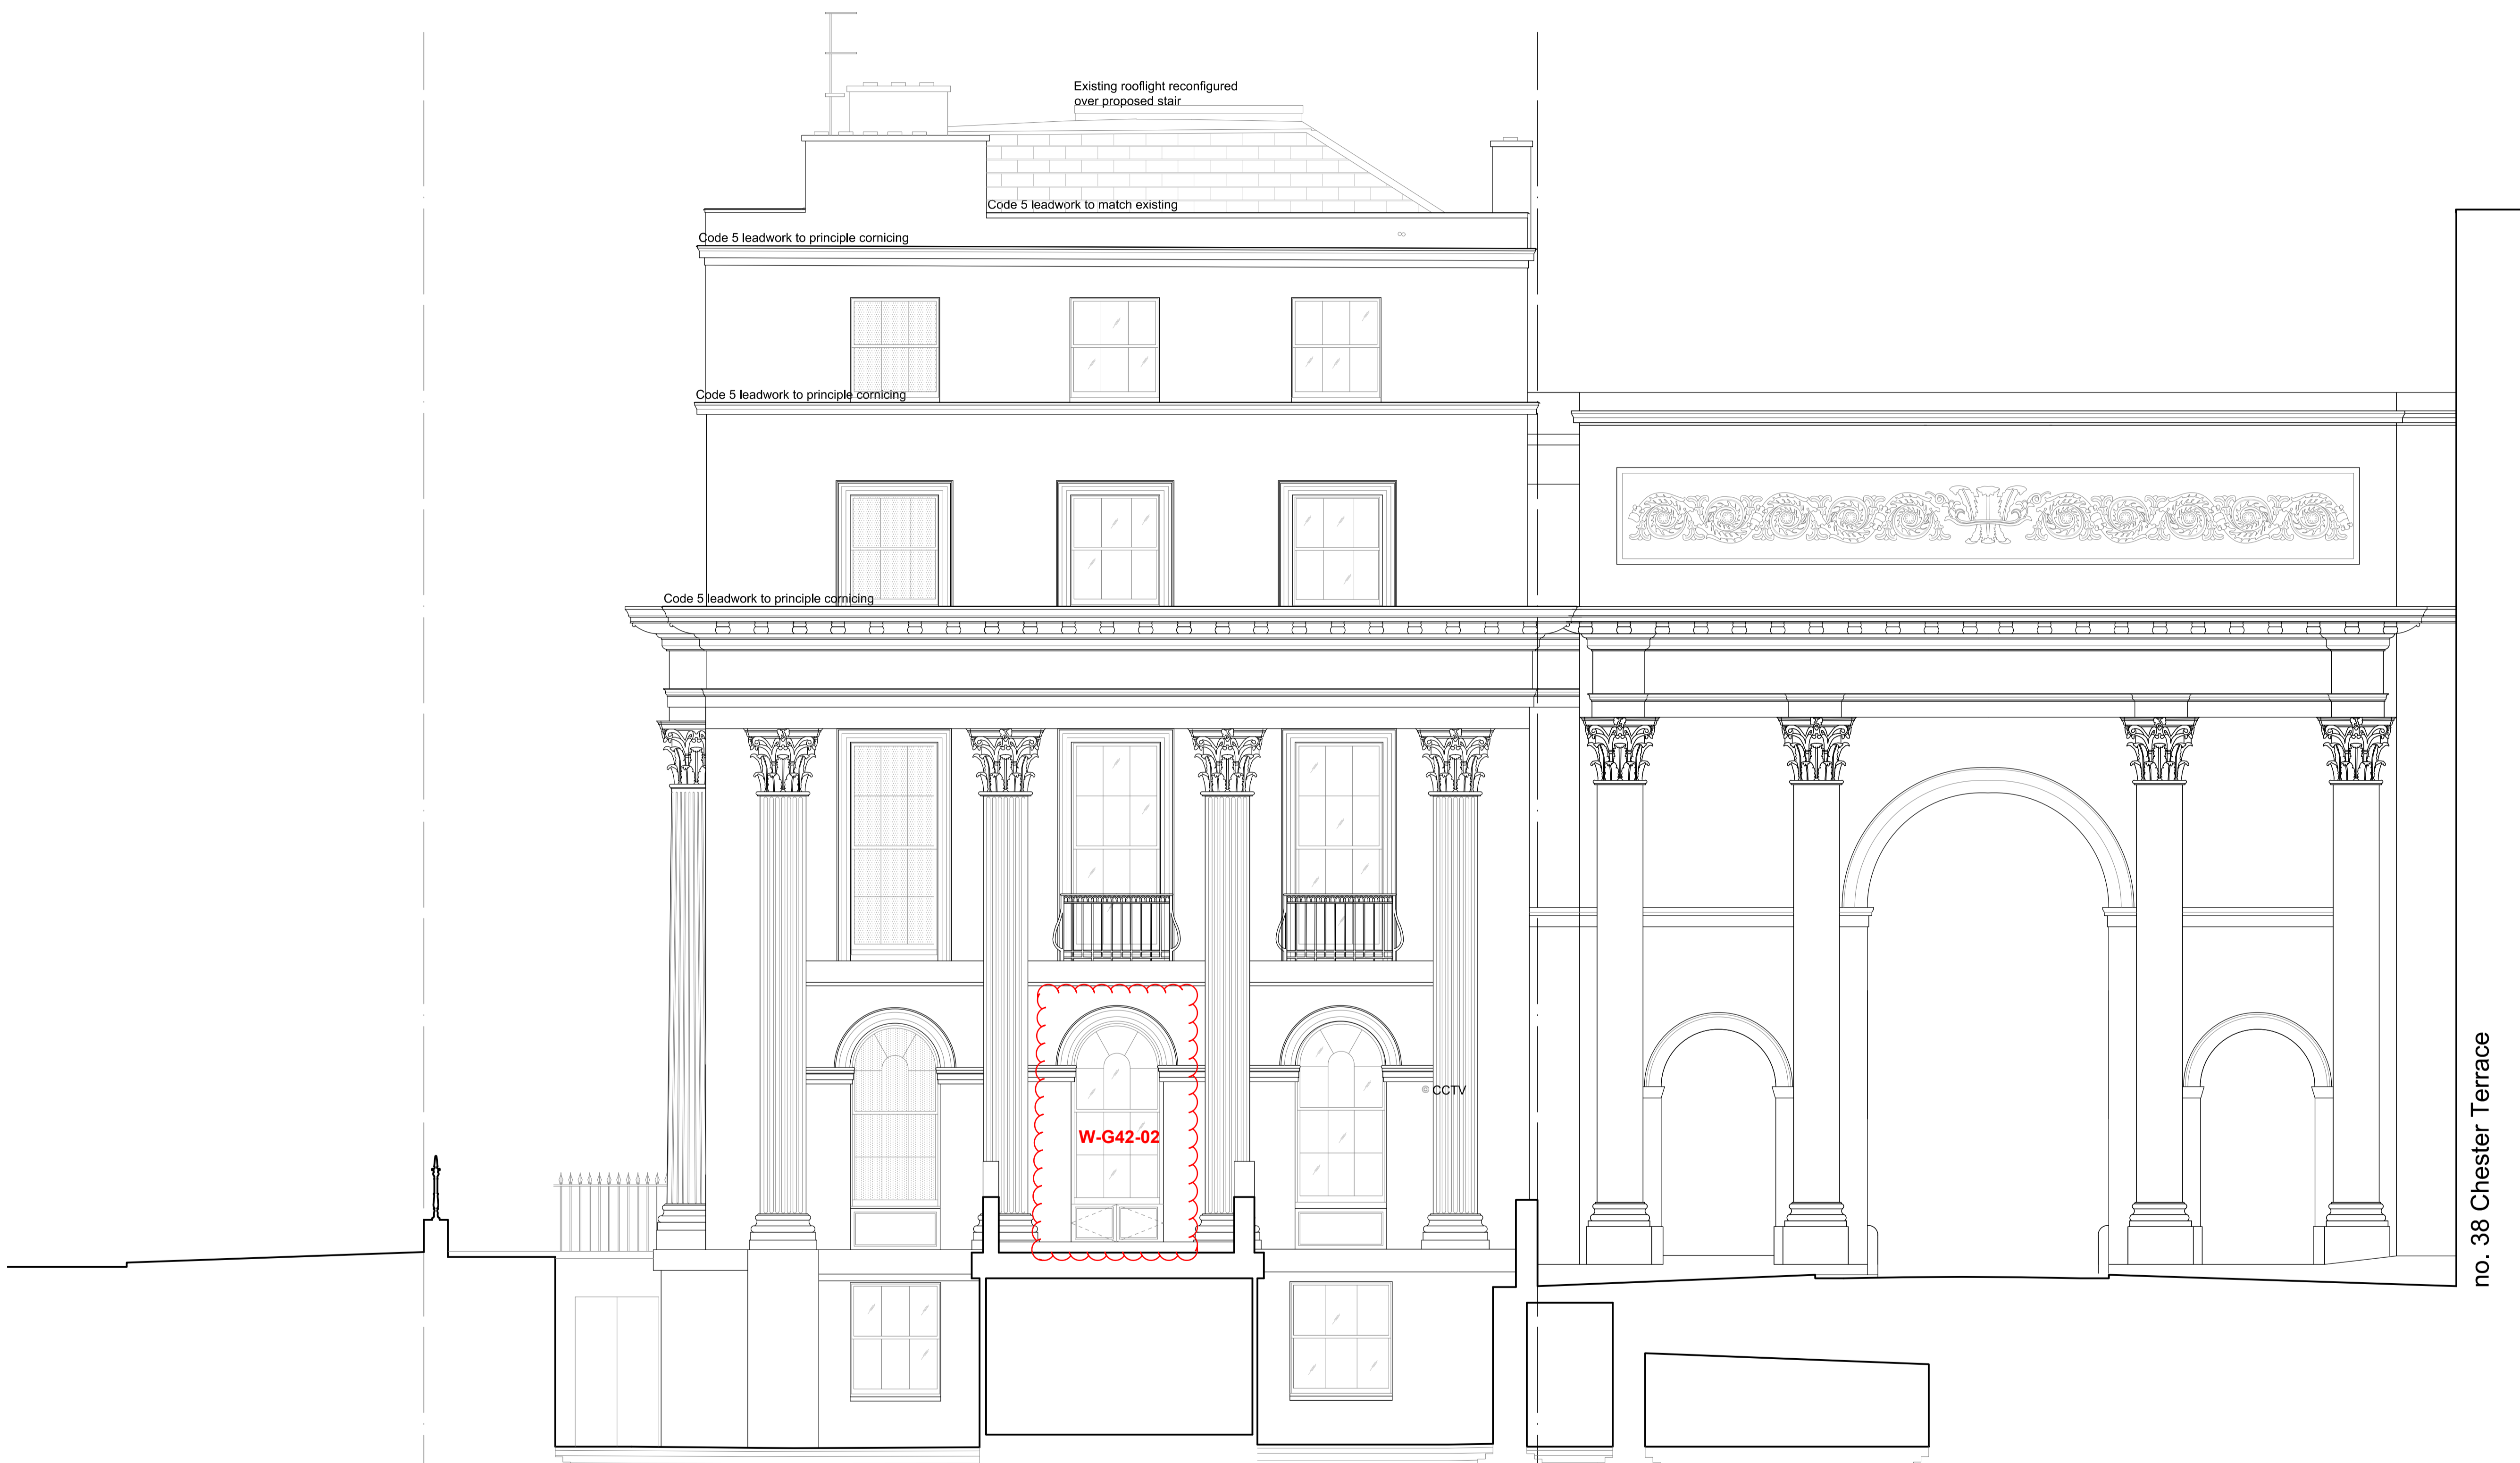 Existing rooflight reconfigured
over proposed stair
Code 5 leadwork to match existing
Code 5 leadwork to principle cornicing
Code 5 leadwork to principle cornicing
Code 5 leadwork to principle cornicing
CCTV
W-G42-02
no. 38 Chester Terrace